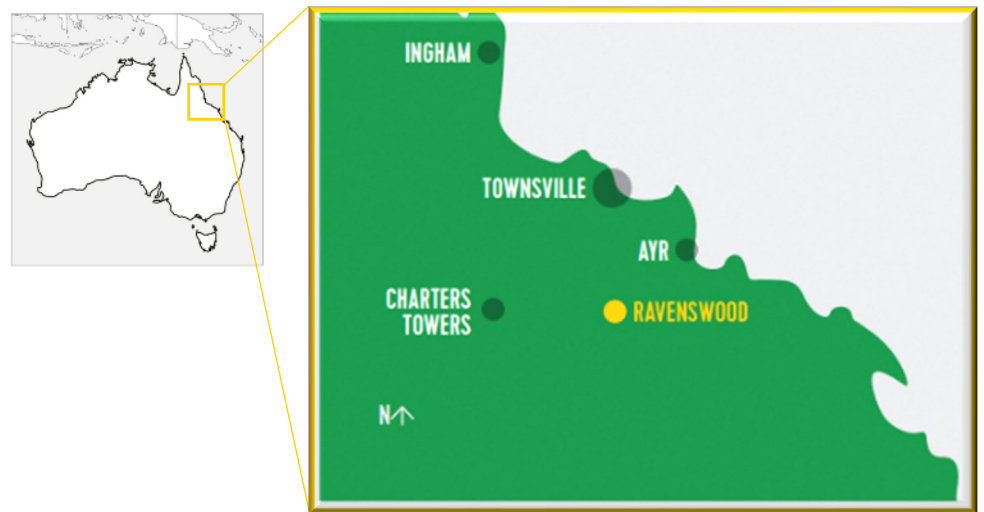 INGHAM
TOWNSVILLE
AYR
CHARTERS
TOWERS
RAVENSWOOD
N